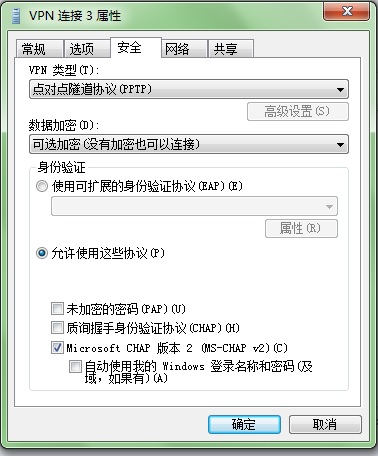 VPN 连接 3 属性
常规 选项 安全 网络 共享
VPN 类型(T):
点对点隧道协议(PPTP)
高级设置(S)
数据加密(D):
可选加密(没有加密也可以连接)
身份验证
使用可扩展的身份验证协议(EAP)(E)
属性(R)
允许使用这些协议(P)
未加密的密码(PAP)(U)
质询握手身份验证协议(CHAP)(H)
Microsoft CHAP 版本 2 (MS-CHAP v2)(C)
自动使用我的 Windows 登录名称和密码(及
域，如果有)(A)
确定 取消